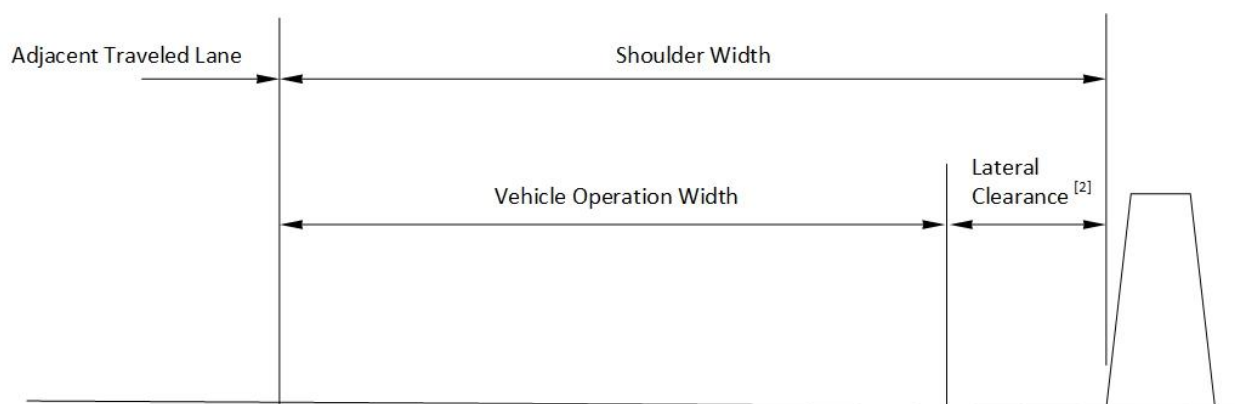 Adjacent Traveled Lane
Shoulder Width
Vehicle Operation Width
Lateral
Clearance [2]